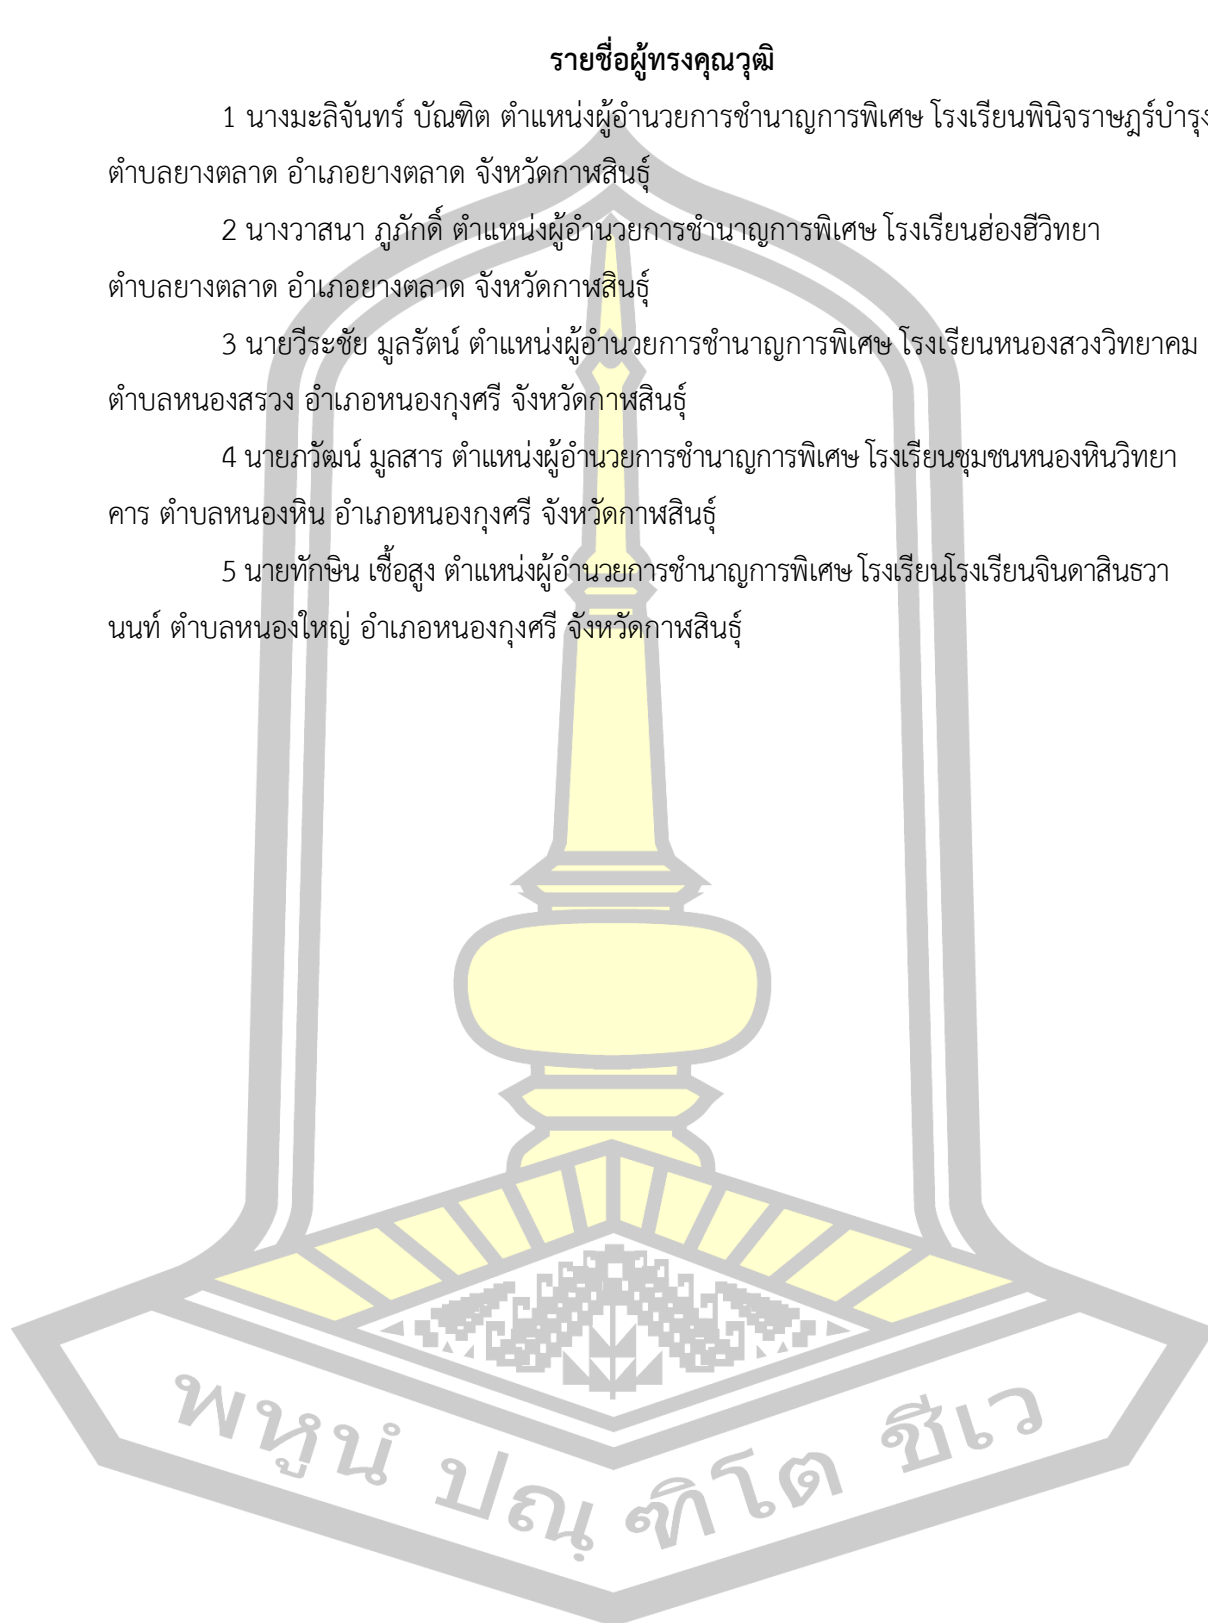 รายชื่อผู้ทรงคุณวุฒิ
1 นางมะลิจันทร์ บัณฑิต ตำแหน่งผู้อำนวยการชำนาญการพิเศษ โรงเรียนพินิจราษฎร์บำรุง
ตำบลยางตลาด อำเภอยางตลาด จังหวัดกาฬสินธุ์
2 นางวาสนา ภูภักดิ์ ตำแหน่งผู้อำนวยการชำนาญการพิเศษ โรงเรียนฮ่องฮีวิทยา
ตำบลยางตลาด อำเภอยางตลาด จังหวัดกาฬสินธุ์
3 นายวีระชัย มูลรัตน์ ตำแหน่งผู้อำนวยการชำนาญการพิเศษ โรงเรียนหนองสวงวิทยาคม
ตำบลหนองสรวง อำเภอหนองกุงศรี จังหวัดกาฬสินธุ์
4 นายภวัฒน์ มูลสาร ตำแหน่งผู้อำนวยการชำนาญการพิเศษ โรงเรียนชุมชนหนองหินวิทยา
คาร ตำบลหนองหิน อำเภอหนองกุงศรี จังหวัดกาฬสินธุ์
5 นายทักษิน เชื้อสูง ตำแหน่งผู้อำนวยการชำนาญการพิเศษ โรงเรียนโรงเรียนจินดาสินธวา
นนท์ ตำบลหนองใหญ่ อำเภอหนองกุงศรี จังหวัดกาฬสินธุ์
พหูนํ ปณฺฑิโต ชีเว